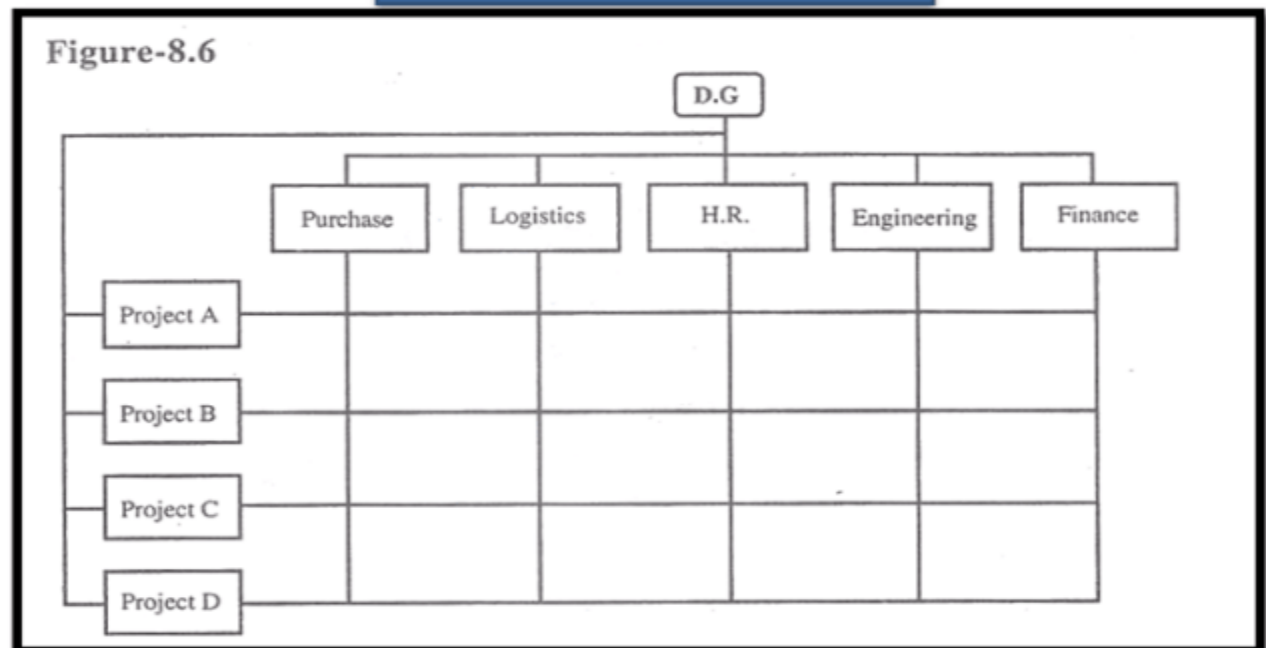 Figure-8.6
D.G
Purchase
Logistics
H.R.
Engineering
Finance
Project A
Project B
Project C
Project D